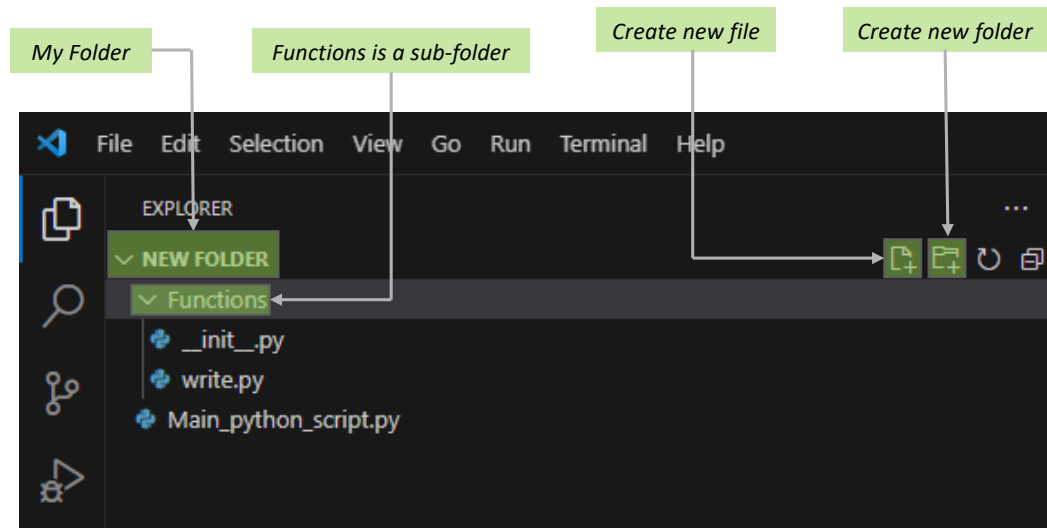 Create new file
Create new folder
My Folder
Functions is a sub-folder
File Edit Selection View Go Run Terminal Help
EXPLORER
NEW FOLDER
Functions
__init__.py
write.py
Main_python_script.py